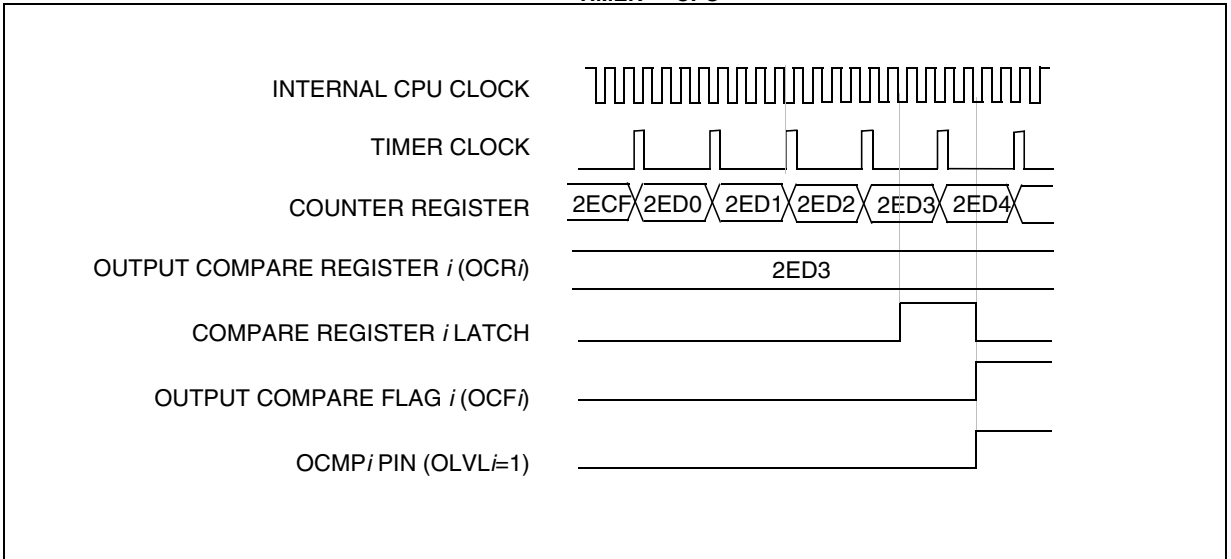 INTERNAL CPU CLOCK
TIMER CLOCK
COUNTER REGISTER
2ECF 2ED0 2ED1 2ED2 2ED3 2ED4
OUTPUT COMPARE REGISTER i (OCRi)
2ED3
COMPARE REGISTER i LATCH
OUTPUT COMPARE FLAG i (OCFi)
OCMPi PIN (OLVLi=1)